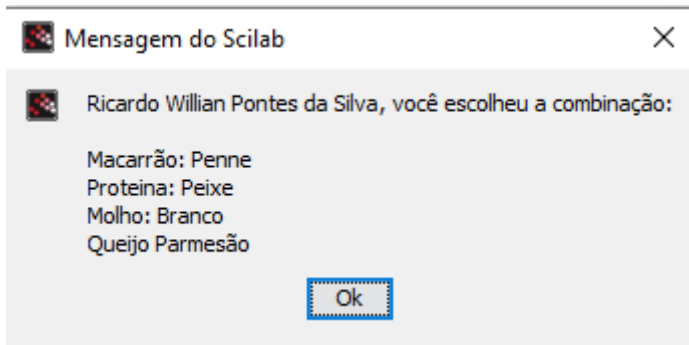 Mensagem do Scilab
Ricardo Willian Pontes da Silva, você escolheu a combinação:
Macarrão: Penne
Proteina: Peixe
Molho: Branco
Queijo Parmesão
Ok